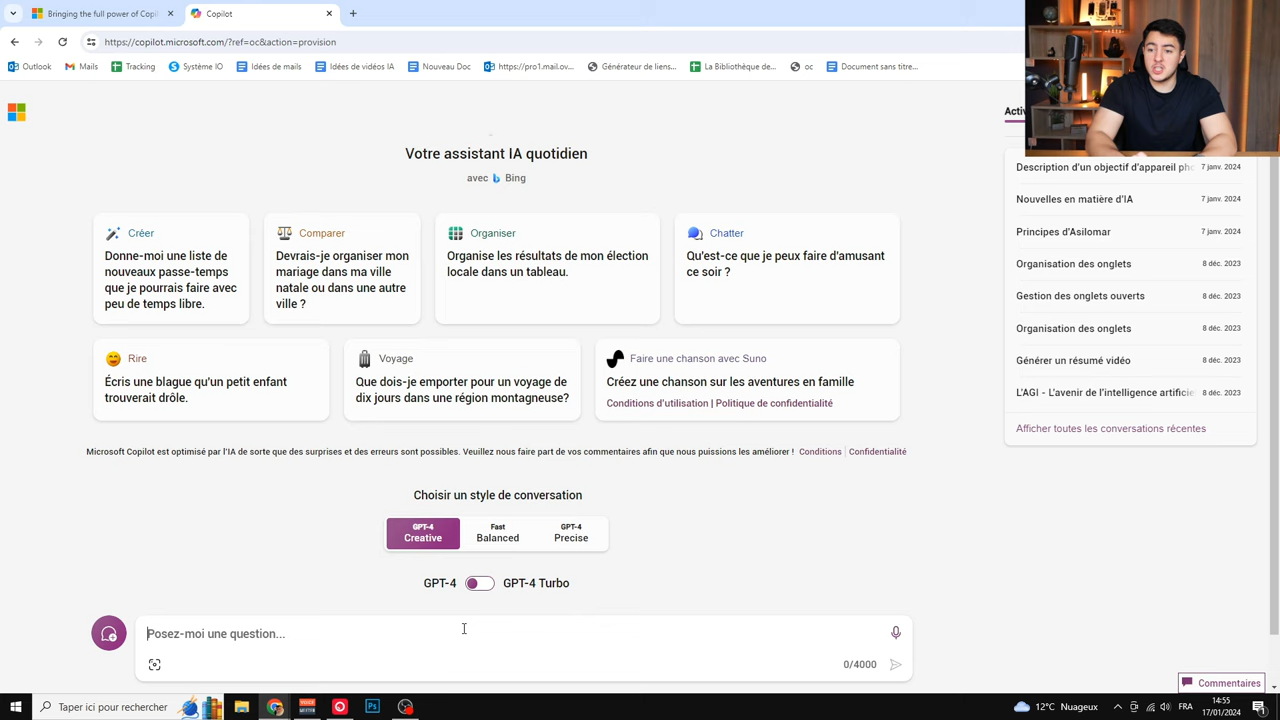 Bringing the full power of Copil
Copilot
https://copilot.microsoft.com/?ref=oc&action=provision
Outlook
Mails
Tracking
Système IO
Idées de mails
Idées de vidéos IA
Nouveau Doc
https://pro1.mail.ov...
Générateur de liens...
La Bibliothèque de...
oc
Document sans titre...
Activ
Votre assistant IA quotidien
avec Bing
Créer
Donne-moi une liste de
nouveaux passe-temps
que je pourrais faire avec
peu de temps libre.
Comparer
Devrais-je organiser mon
mariage dans ma ville
natale ou dans une autre
ville ?
Organiser
Organise les résultats de mon élection
locale dans un tableau.
Chatter
Qu'est-ce que je peux faire d'amusant
ce soir ?
Rire
Écris une blague qu'un petit enfant
trouverait drôle.
Voyage
Que dois-je emporter pour un voyage de
dix jours dans une région montagneuse?
Faire une chanson avec Suno
Créez une chanson sur les aventures en famille
Conditions d'utilisation | Politique de confidentialité
Description d'un objectif d'appareil pho 7 janv. 2024
Nouvelles en matière d'IA 7 janv. 2024
Principes d'Asilomar 7 janv. 2024
Organisation des onglets 8 déc. 2023
Gestion des onglets ouverts 8 déc. 2023
Organisation des onglets 8 déc. 2023
Générer un résumé vidéo 8 déc. 2023
L'AGI - L'avenir de l'intelligence artificie 8 déc. 2023
Afficher toutes les conversations récentes
Microsoft Copilot est optimisé par l'IA de sorte que des surprises et des erreurs sont possibles. Veuillez nous faire part de vos commentaires afin que nous puissions les améliorer ! Conditions | Confidentialité
Choisir un style de conversation
GPT-4
Creative
Fast
Balanced
GPT-4
Precise
GPT-4 GPT-4 Turbo
Posez-moi une question...
0/4000
Commentaires
Taper ici pour rechercher
12°C Nuageux
FRA
14:55
17/01/2024